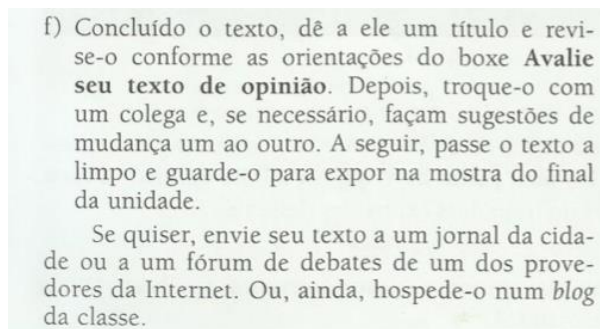 f) Concluído o texto, dê a ele um título e revi-
se-o conforme as orientações do boxe Avalie
seu texto de opinião. Depois, troque-o com
um colega e, se necessário, façam sugestões de
mudança um ao outro. A seguir, passe o texto a
limpo e guarde-o para expor na mostra do final
da unidade.
Se quiser, envie seu texto a um jornal da cida-
de ou a um fórum de debates de um dos prove-
dores da Internet. Ou, ainda, hospede-o num blog
da classe.